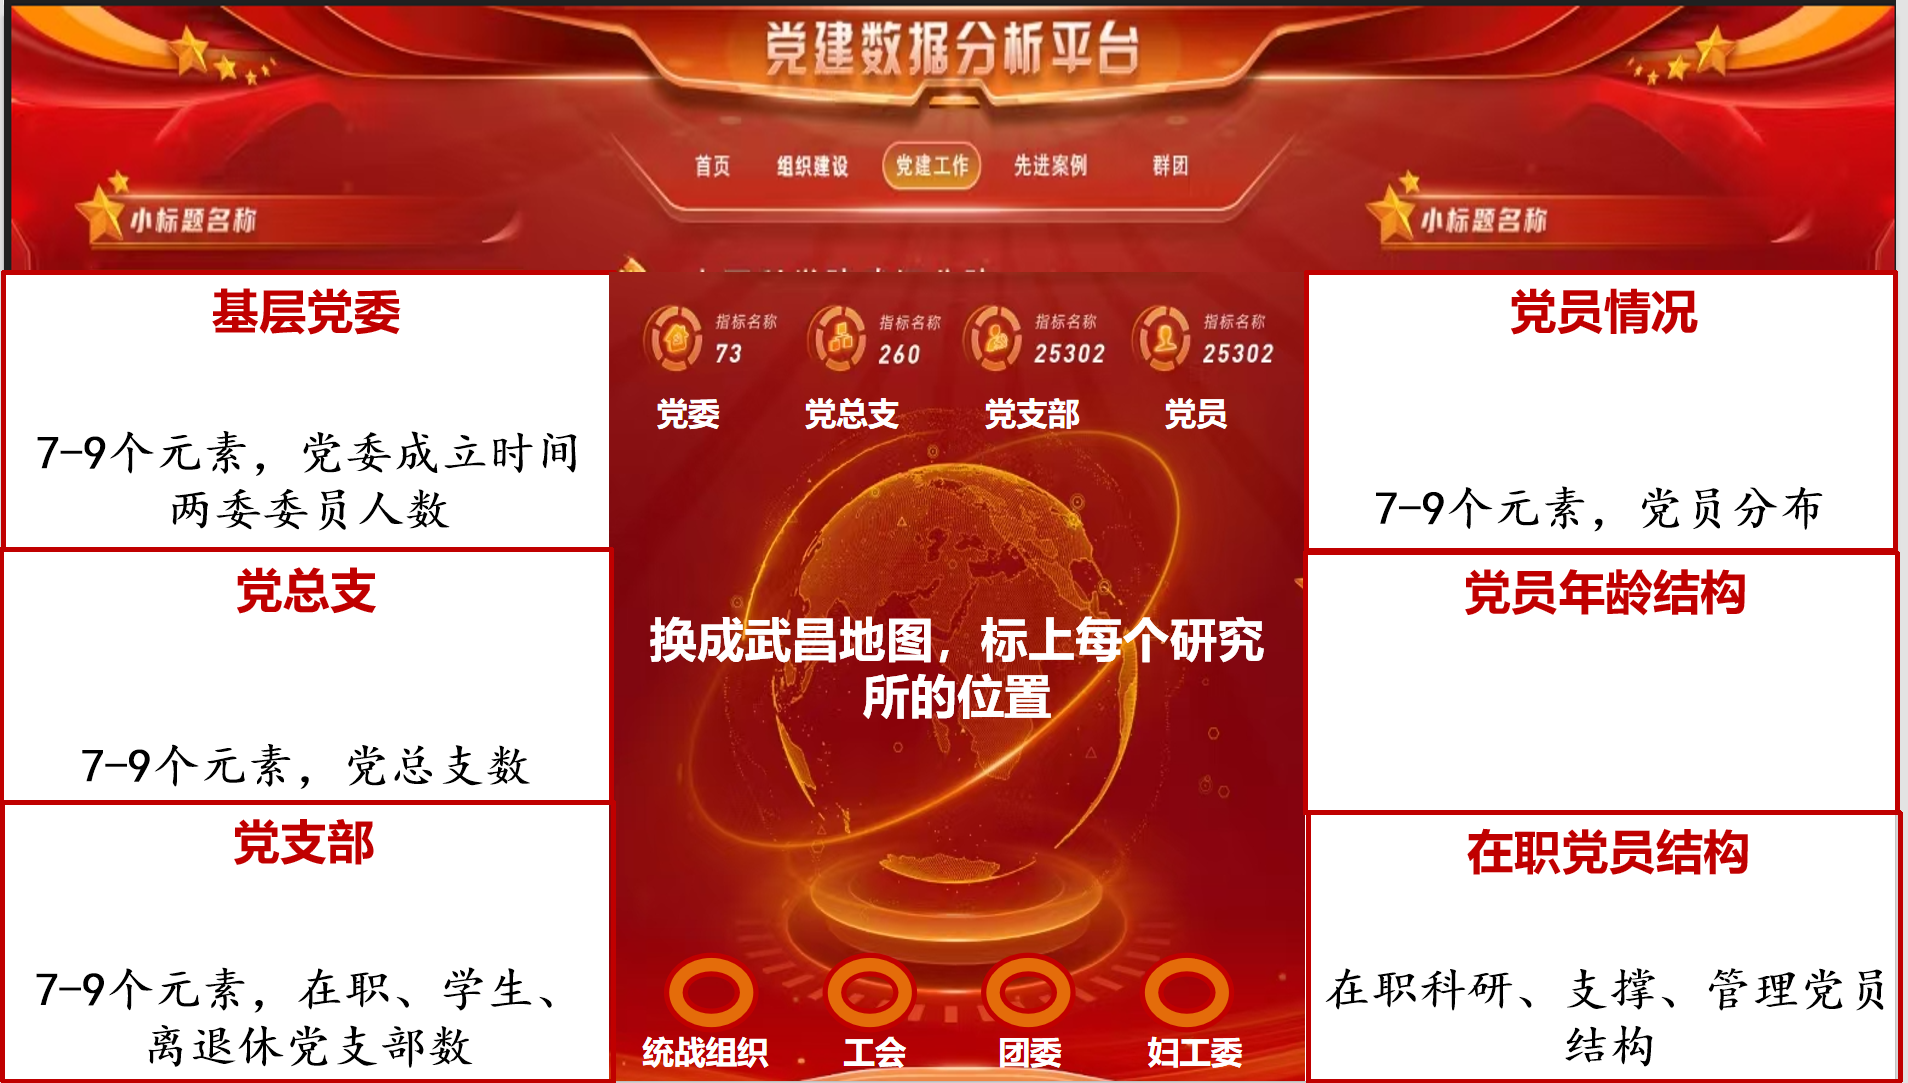 党建数据分析平台
首页 组织建设 党建工作 先进案例 群团
小标题名称
小标题名称
基层党委
7-9个元素，党委成立时间
两委委员人数
党总支
7-9个元素，党总支数
党支部
7-9个元素，在职、学生、
离退休党支部数
指标名称 指标名称 指标名称 指标名称
73 260 25302 25302
党委 党总支 党支部 党员
换成武昌地图，标上每个研究
所的位置
统战组织 工会 团委 妇工委
党员情况
7-9个元素，党员分布
党员年龄结构
在职党员结构
在职科研、支撑、管理党员
结构